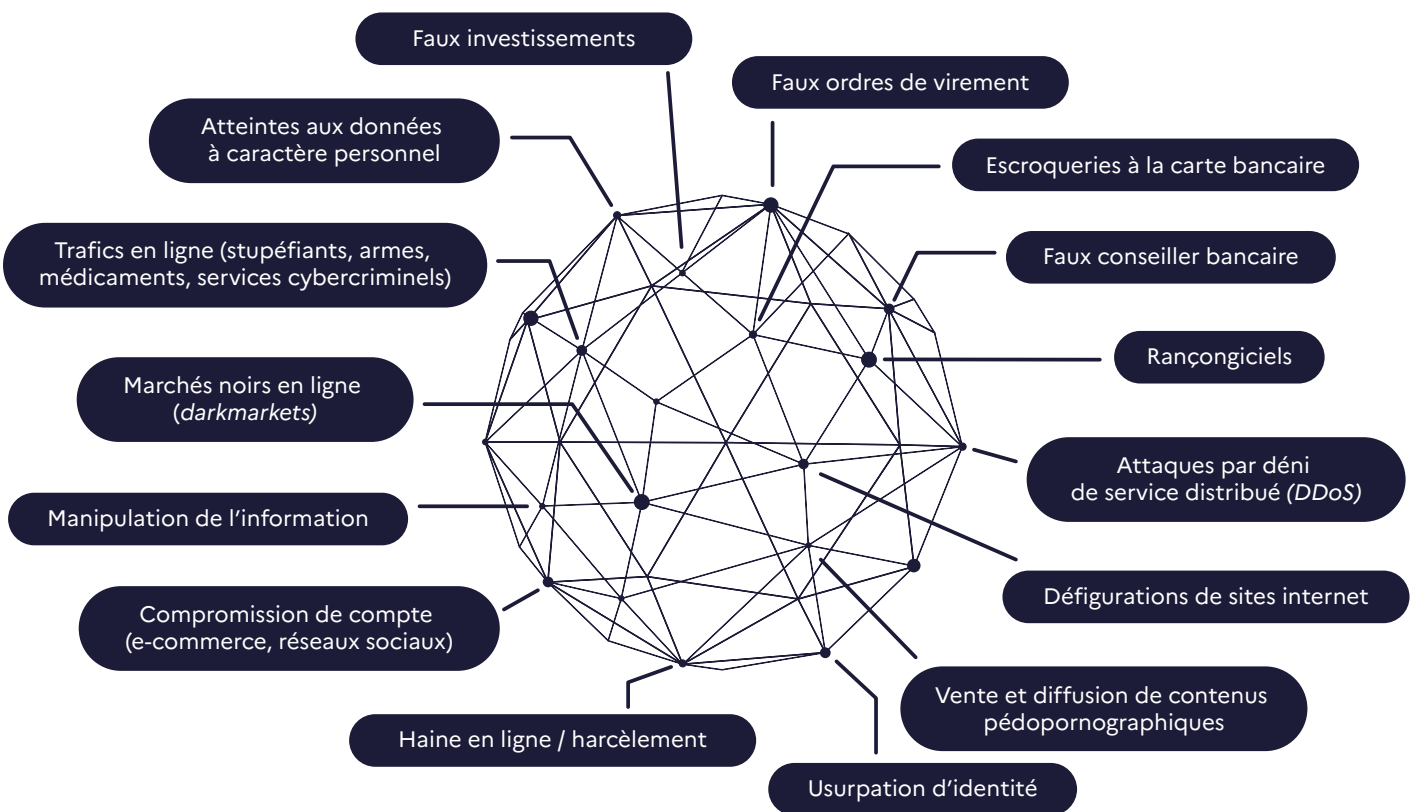 Faux investissements
Faux ordres de virement
Atteintes aux données
à caractère personnel
Escroqueries à la carte bancaire
Trafics en ligne (stupéfiants, armes,
médicaments, services cybercriminels)
Faux conseiller bancaire
Rançongiciels
Marchés noirs en ligne
(darkmarkets)
Attaques par déni
de service distribué (DDoS)
Manipulation de l’information
Défigurations de sites internet
Compromission de compte
(e-commerce, réseaux sociaux)
Vente et diffusion de contenus
pédopornographiques
Haine en ligne / harcèlement
Usurpation d’identité